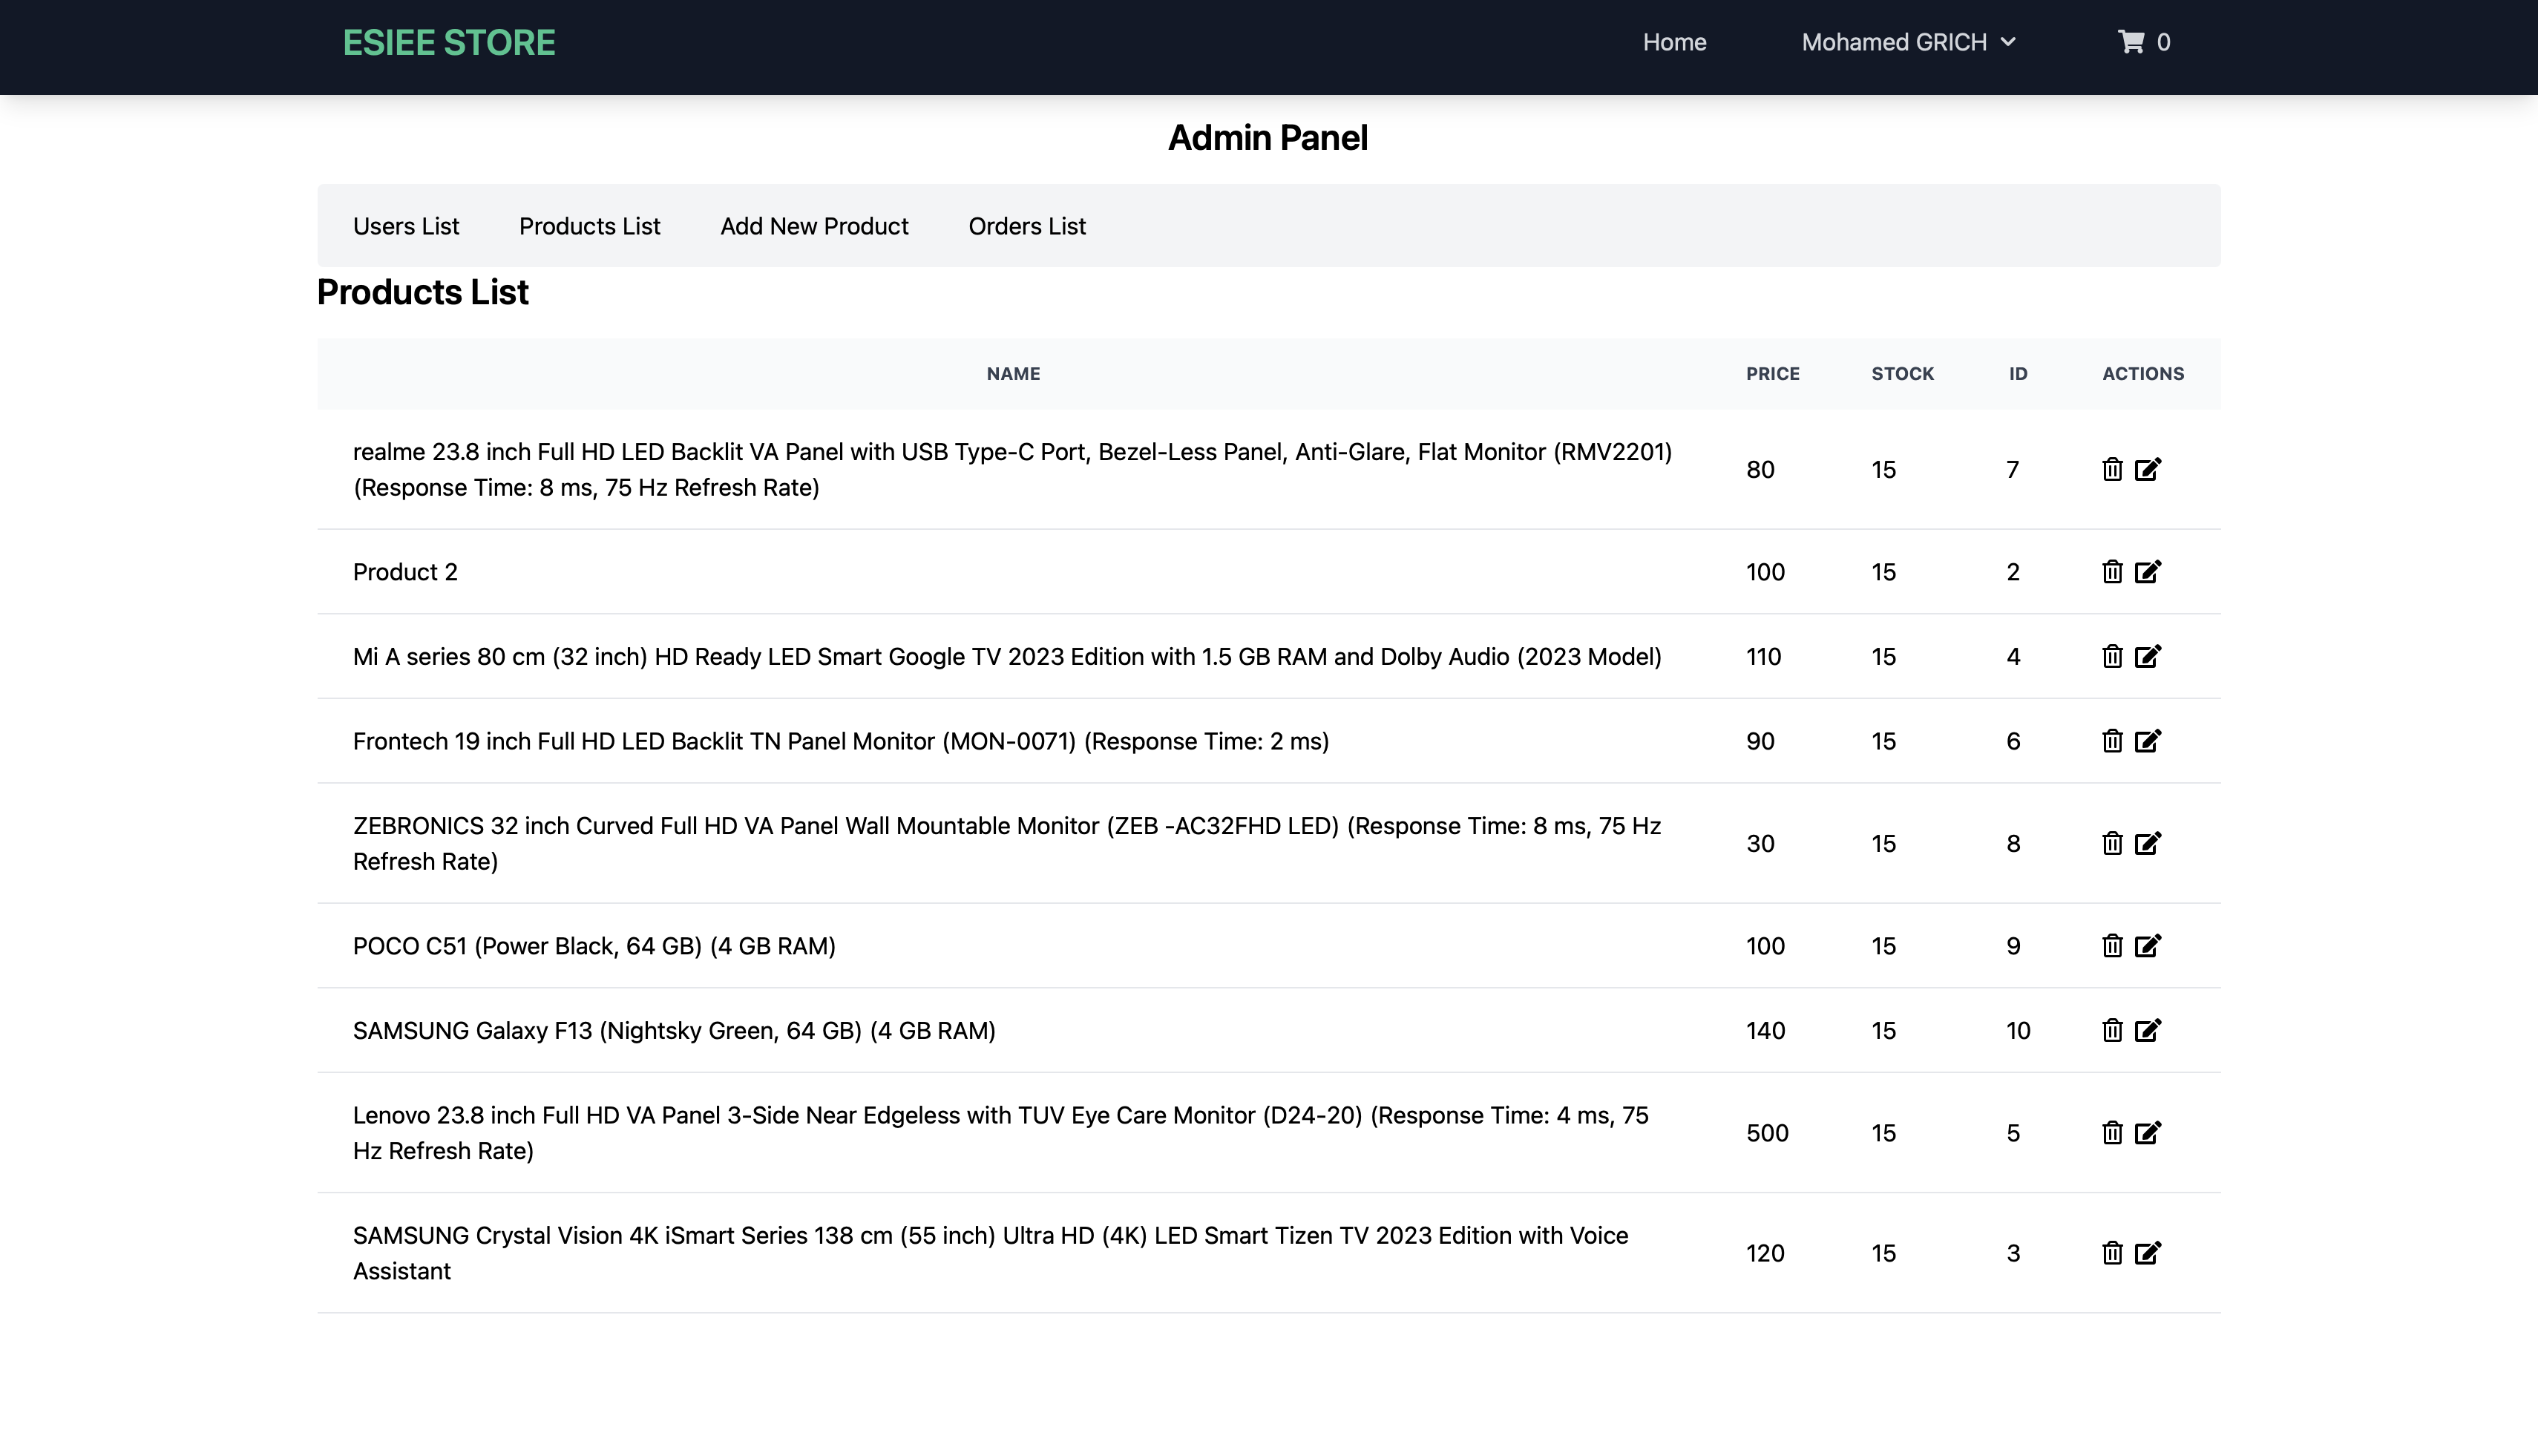 ESIEE STORE Home Mohamed GRICH 0
Admin Panel
Users List Products List Add New Product Orders List
Products List
NAME PRICE STOCK ID ACTIONS
realme 23.8 inch Full HD LED Backlit VA Panel with USB Type-C Port, Bezel-Less Panel, Anti-Glare, Flat Monitor (RMV2201)
(Response Time: 8 ms, 75 Hz Refresh Rate)
80 15 7
Product 2 100 15 2
Mi A series 80 cm (32 inch) HD Ready LED Smart Google TV 2023 Edition with 1.5 GB RAM and Dolby Audio (2023 Model) 110 15 4
Frontech 19 inch Full HD LED Backlit TN Panel Monitor (MON-0071) (Response Time: 2 ms) 90 15 6
ZEBRONICS 32 inch Curved Full HD VA Panel Wall Mountable Monitor (ZEB -AC32FHD LED) (Response Time: 8 ms, 75 Hz
Refresh Rate)
30 15 8
POCO C51 (Power Black, 64 GB) (4 GB RAM) 100 15 9
SAMSUNG Galaxy F13 (Nightsky Green, 64 GB) (4 GB RAM) 140 15 10
Lenovo 23.8 inch Full HD VA Panel 3-Side Near Edgeless with TUV Eye Care Monitor (D24-20) (Response Time: 4 ms, 75
Hz Refresh Rate)
500 15 5
SAMSUNG Crystal Vision 4K iSmart Series 138 cm (55 inch) Ultra HD (4K) LED Smart Tizen TV 2023 Edition with Voice
Assistant
120 15 3